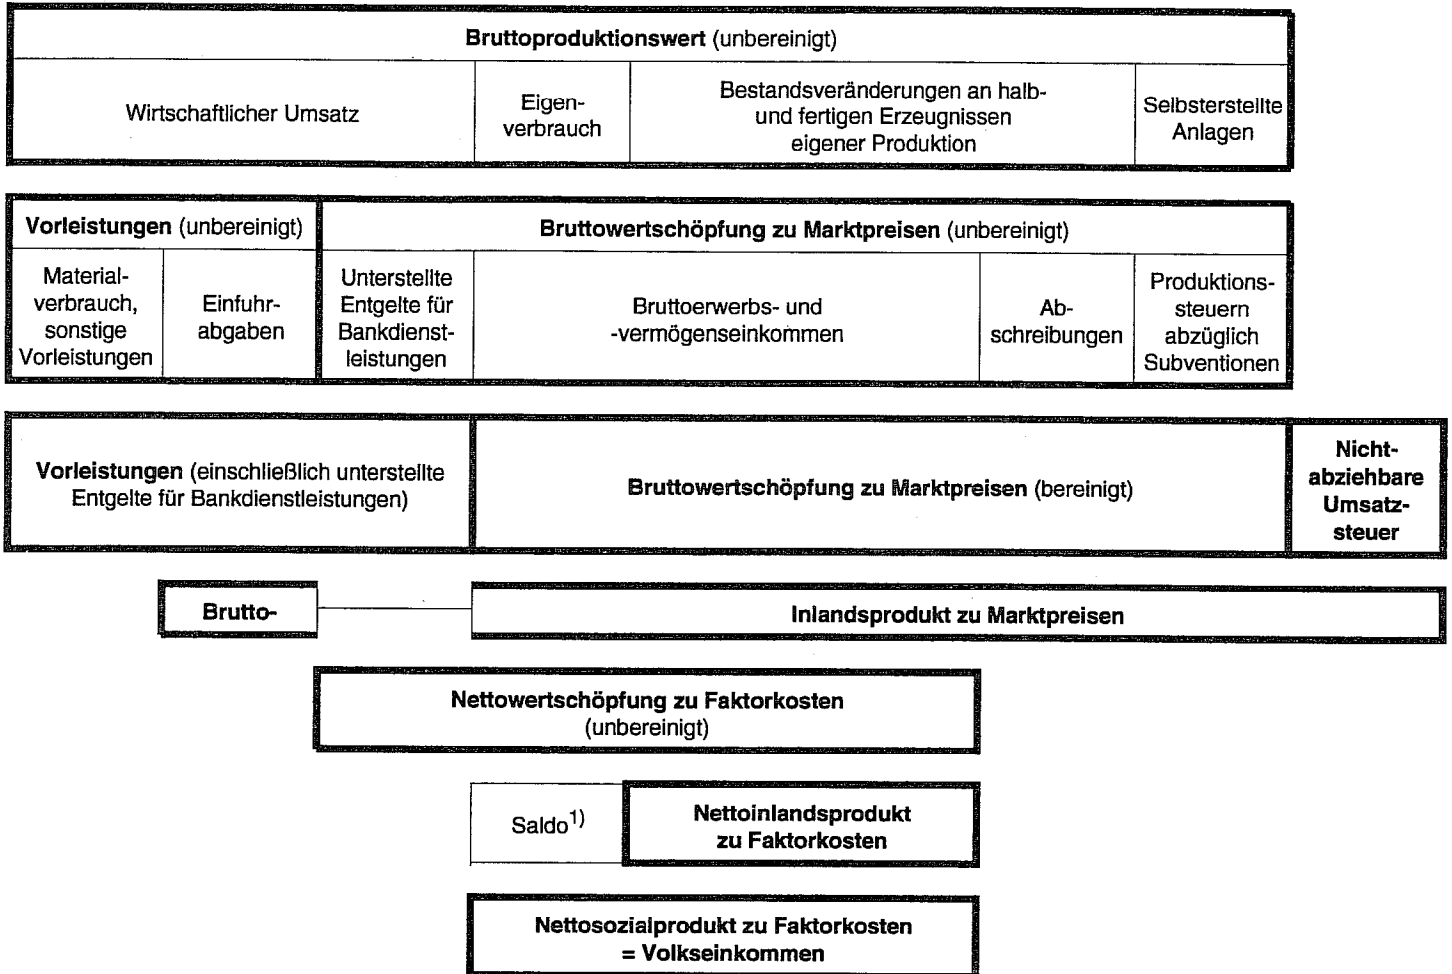 Bruttoproduktionswert (unbereinigt)
Wirtschaftlicher Umsatz
Eigen-
verbrauch
Bestandsveränderungen an halb-
und fertigen Erzeugnissen
eigener Produktion
Selbsterstellte
Anlagen
Vorleistungen (unbereinigt)
Bruttowertschöpfung zu Marktpreisen (unbereinigt)
Material-
verbrauch,
sonstige
Vorleistungen
Einfuhr-
abgaben
Unterstellte
Entgelte für
Bankdienst-
leistungen
Bruttoerwerbs- und
-vermögenseinkommen
Ab-
schreibungen
Produktions-
steuern
abzüglich
Subventionen
Vorleistungen (einschließlich unterstellte
Entgelte für Bankdienstleistungen)
Bruttowertschöpfung zu Marktpreisen (bereinigt)
Nicht-
abziehbare
Umsatz-
steuer
Brutto-
Inlandsprodukt zu Marktpreisen
Nettowertschöpfung zu Faktorkosten
(unbereinigt)
Saldo1)
Nettoinlandsprodukt
zu Faktorkosten
Nettosozialprodukt zu Faktorkosten
= Volkseinkommen